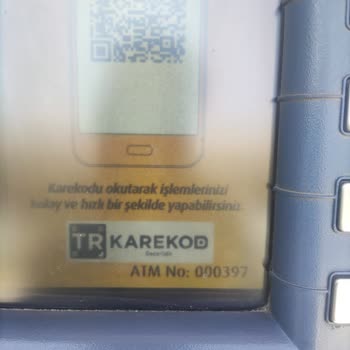 Karekodu okutarak işlemlerinizi
kolay ve hızlı bir şekilde yapabilirsiniz.
TR KAREKOD
ATM No: 000397